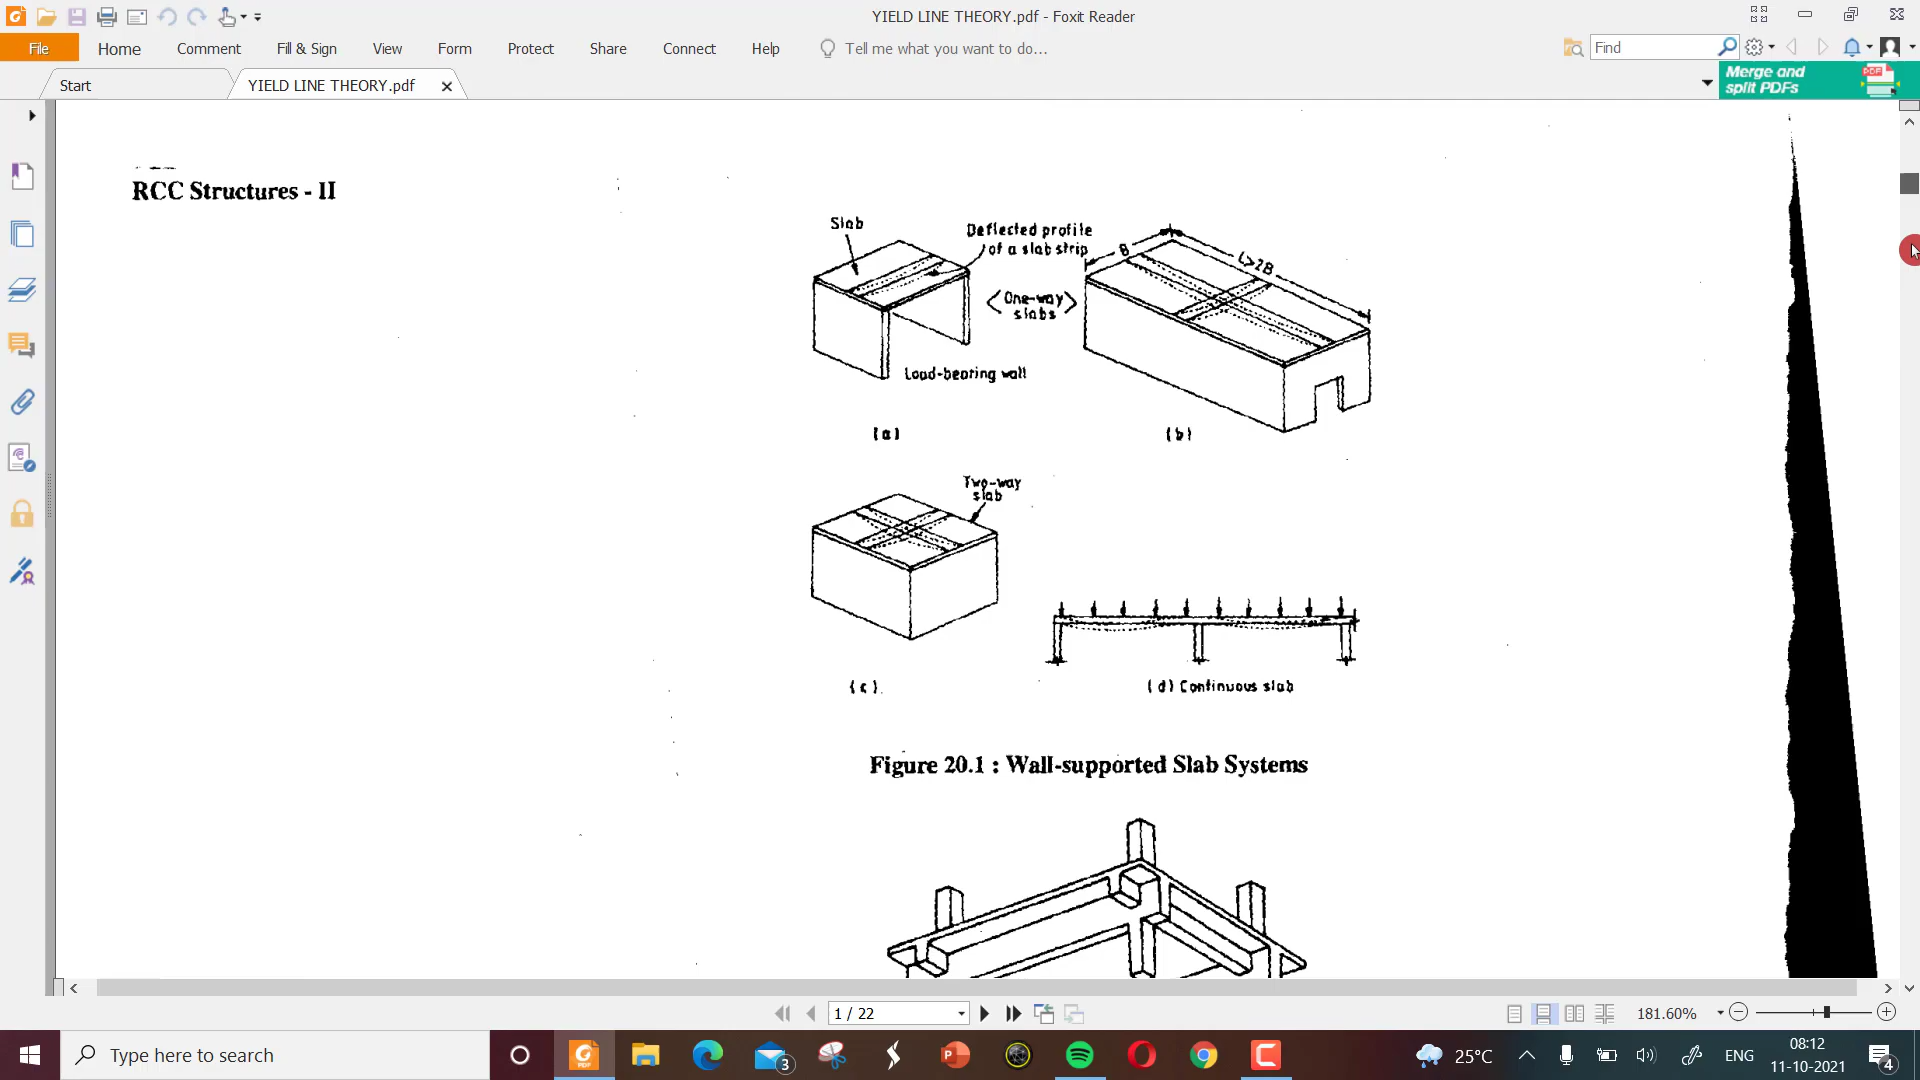 YIELD LINE THEORY.pdf - Foxit Reader
File Home Comment Fill & Sign View Form Protect Share Connect Help Tell me what you want to do...
Find
Start YIELD LINE THEORY.pdf
Merge and
split PDFs
RCC Structures - II
Slab
Deflected profile
of a slab strip
B
L>2B
One-way
slabs
Load-bearing wall
(a)
(b)
Two-way
slab
(c)
(d) Continuous slab
Figure 20.1 : Wall-supported Slab Systems
1 / 22
181.60%
Type here to search
3
25°C
ENG
08:12
11-10-2021
4